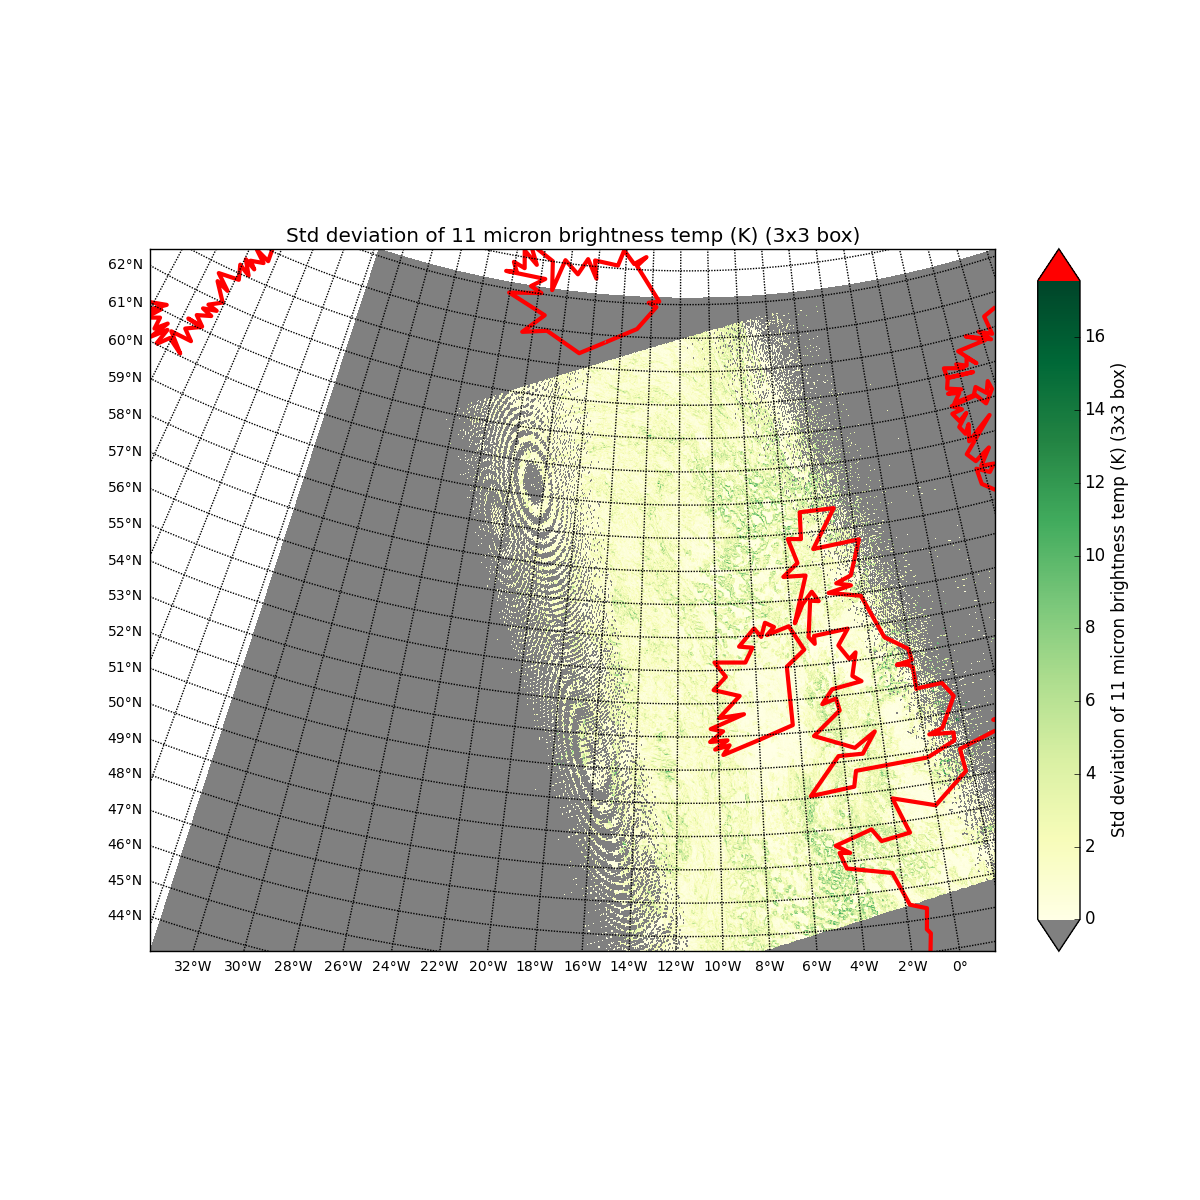 Std deviation of 11 micron brightness temp (K) (3x3 box)
62°N
61°N
60°N
59°N
58°N
57°N
56°N
55°N
54°N
53°N
52°N
51°N
50°N
49°N
48°N
47°N
46°N
45°N
44°N
32°W 30°W 28°W 26°W 24°W 22°W 20°W 18°W 16°W 14°W 12°W 10°W 8°W 6°W 4°W 2°W 0°
16
14
12
10
8
6
4
2
0
Std deviation of 11 micron brightness temp (K) (3x3 box)